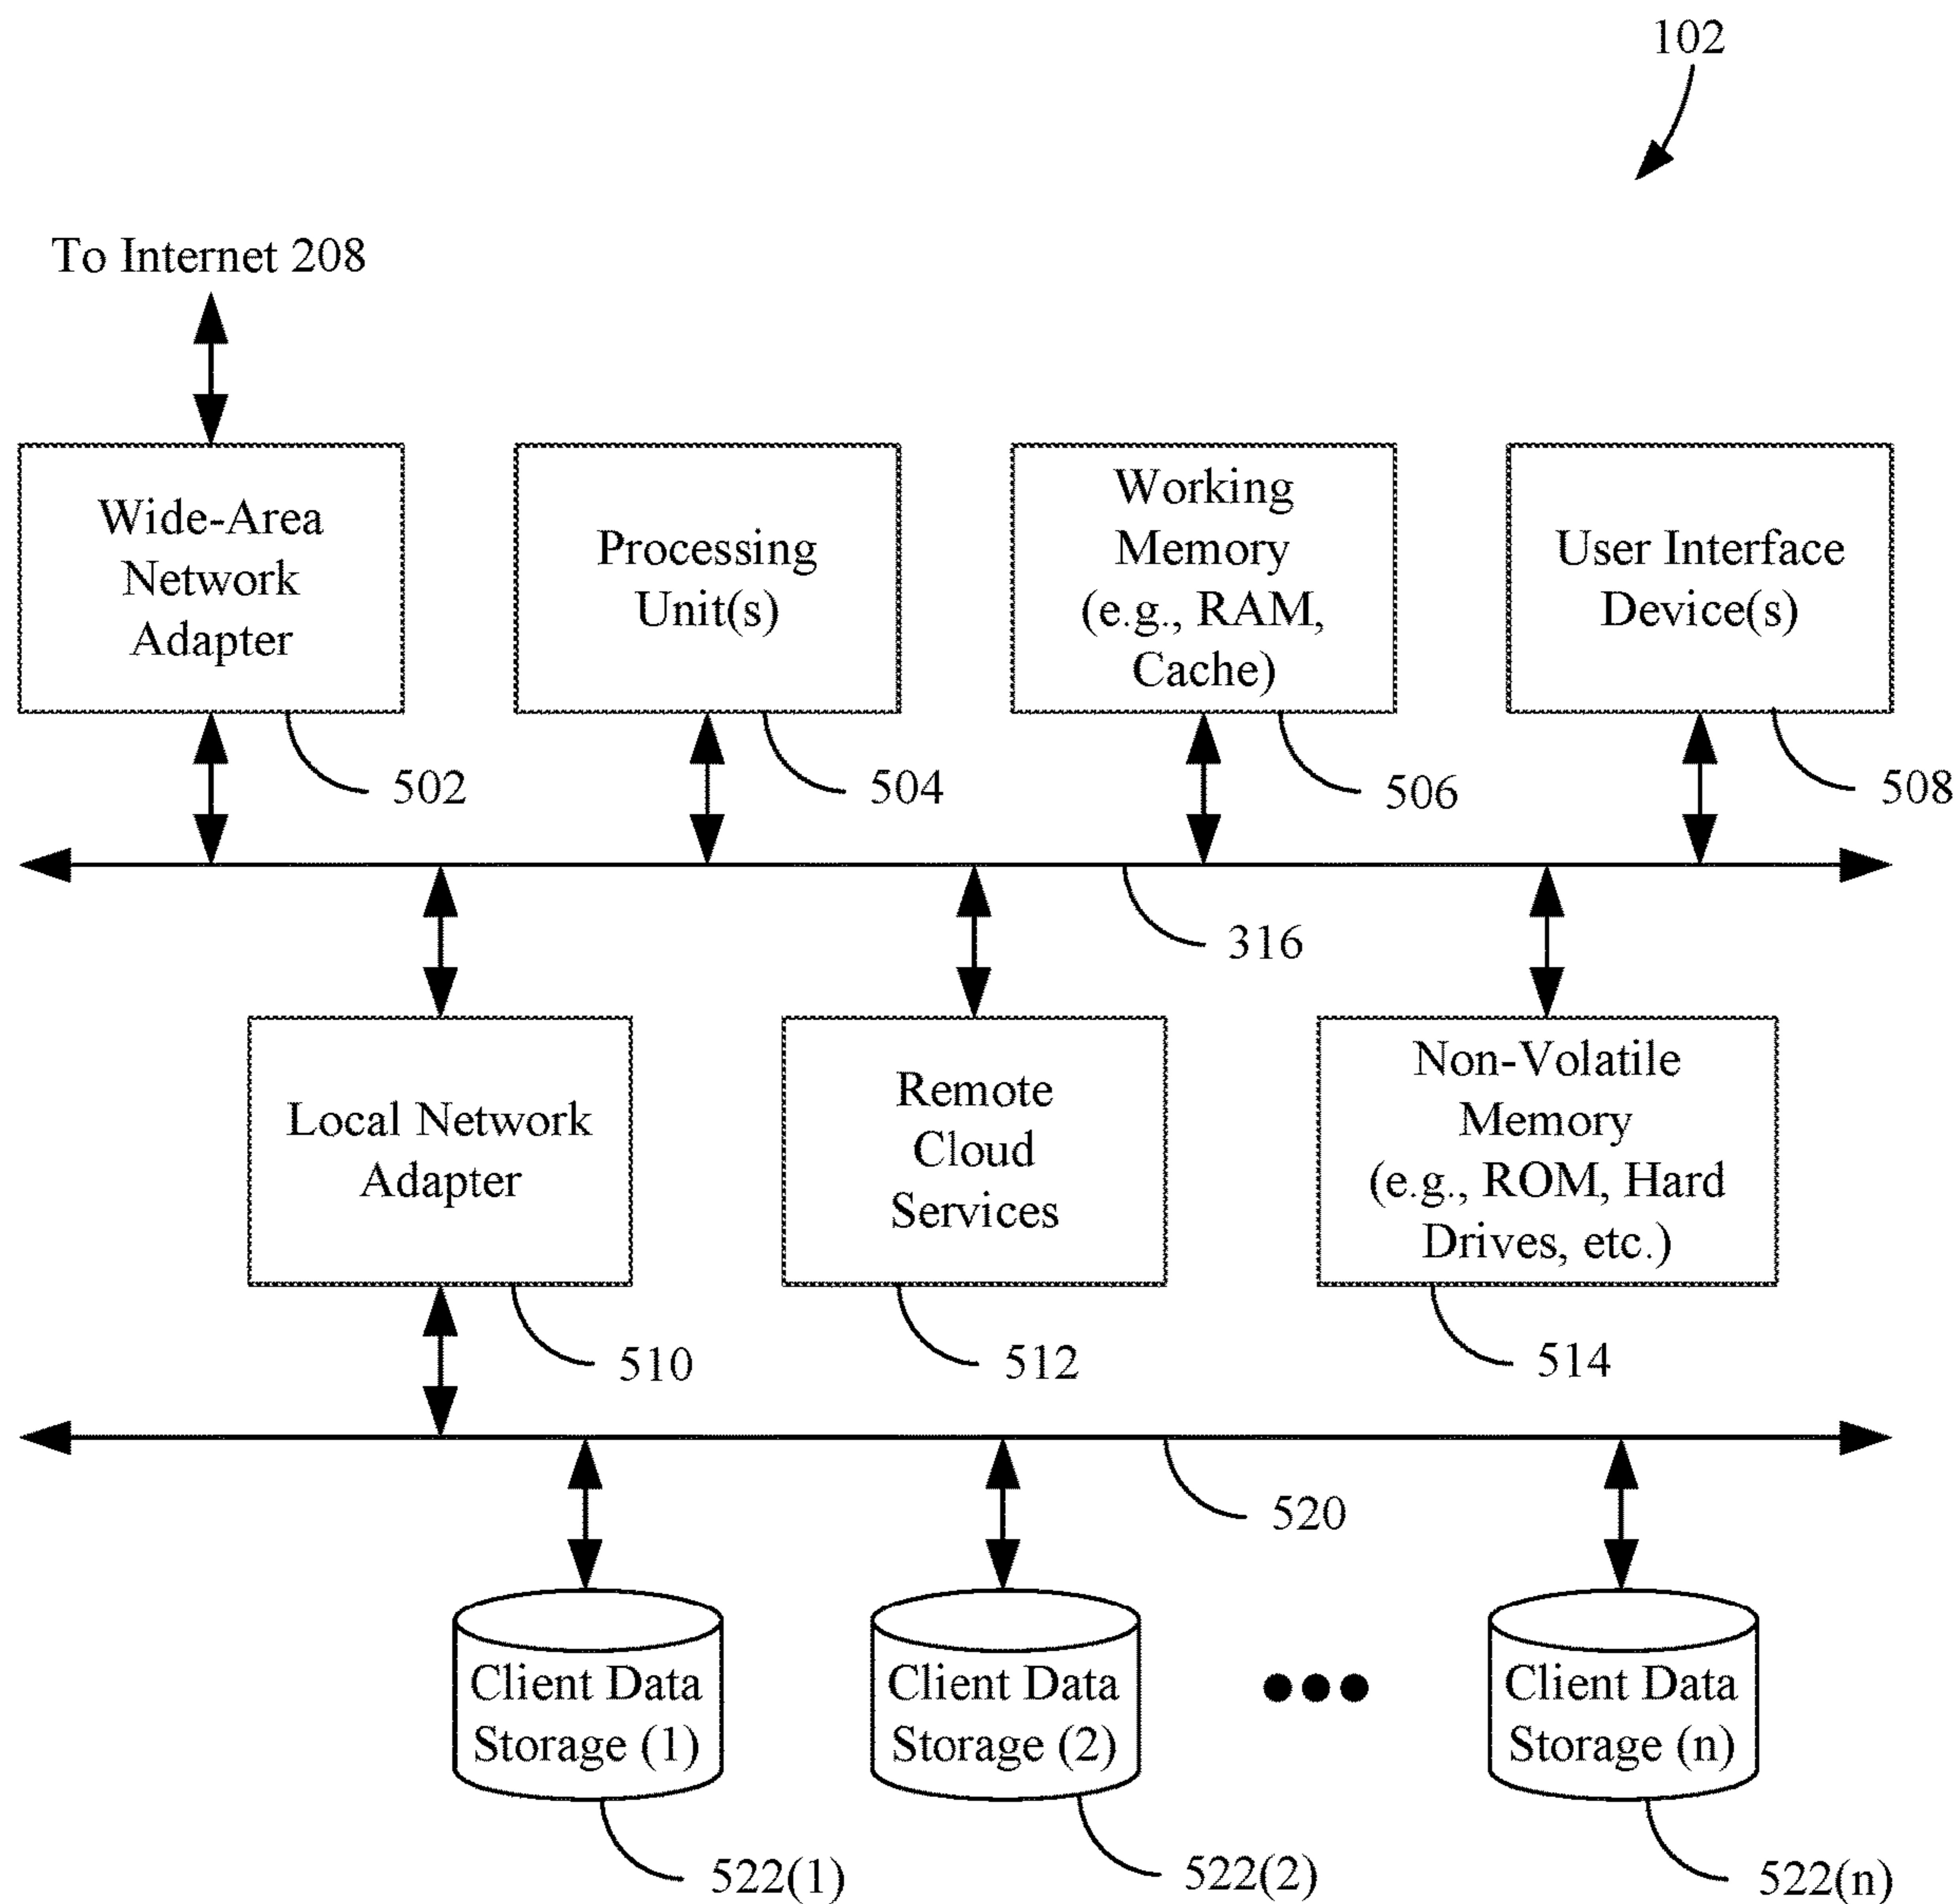 102
To Internet 208
Wide-Area
Network
Adapter
Processing
Unit(s)
Working
Memory
(e.g., RAM,
Cache)
User Interface
Device(s)
502
504
506
508
316
Local Network
Adapter
Remote
Cloud
Services
Non-Volatile
Memory
(e.g., ROM, Hard
Drives, etc.)
510
512
514
520
Client Data
Storage (1)
Client Data
Storage (2)
Client Data
Storage (n)
522(1)
522(2)
522(n)